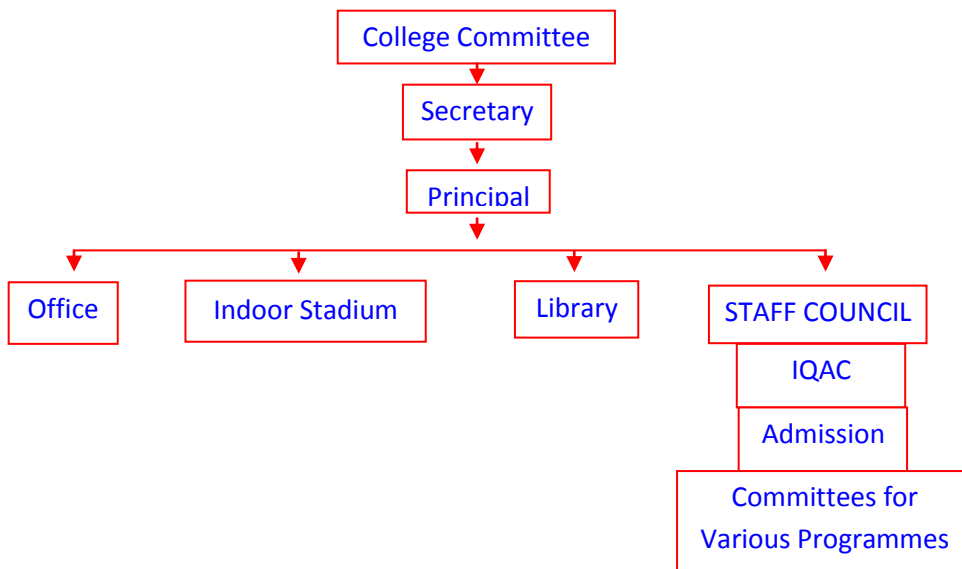 College Committee
Secretary
Principal
Office
Indoor Stadium
Library
STAFF COUNCIL
IQAC
Admission
Committees for
Various Programmes